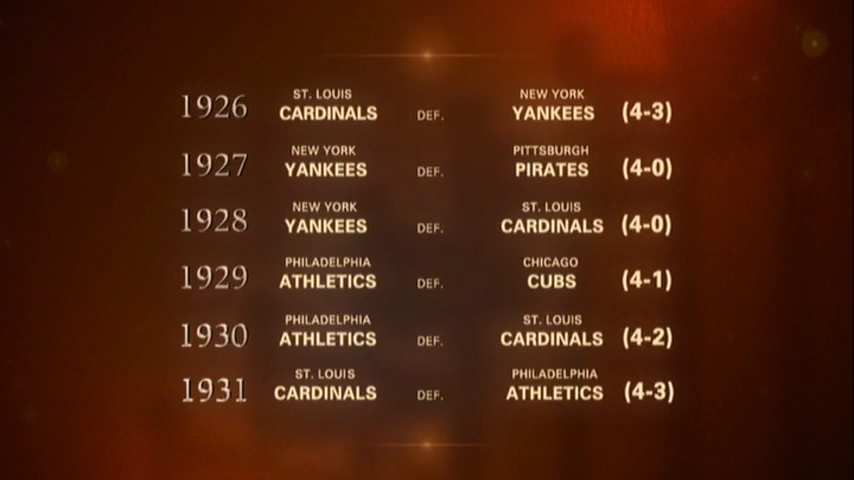 ST. LOUIS NEW YORK
1926 CARDINALS DEF. YANKEES (4-3)
NEW YORK PITTSBURGH
1927 YANKEES DEF. PIRATES (4-0)
NEW YORK ST. LOUIS
1928 YANKEES DEF. CARDINALS (4-0)
PHILADELPHIA CHICAGO
1929 ATHLETICS DEF. CUBS (4-1)
PHILADELPHIA ST. LOUIS
1930 ATHLETICS DEF. CARDINALS (4-2)
ST. LOUIS PHILADELPHIA
1931 CARDINALS DEF. ATHLETICS (4-3)